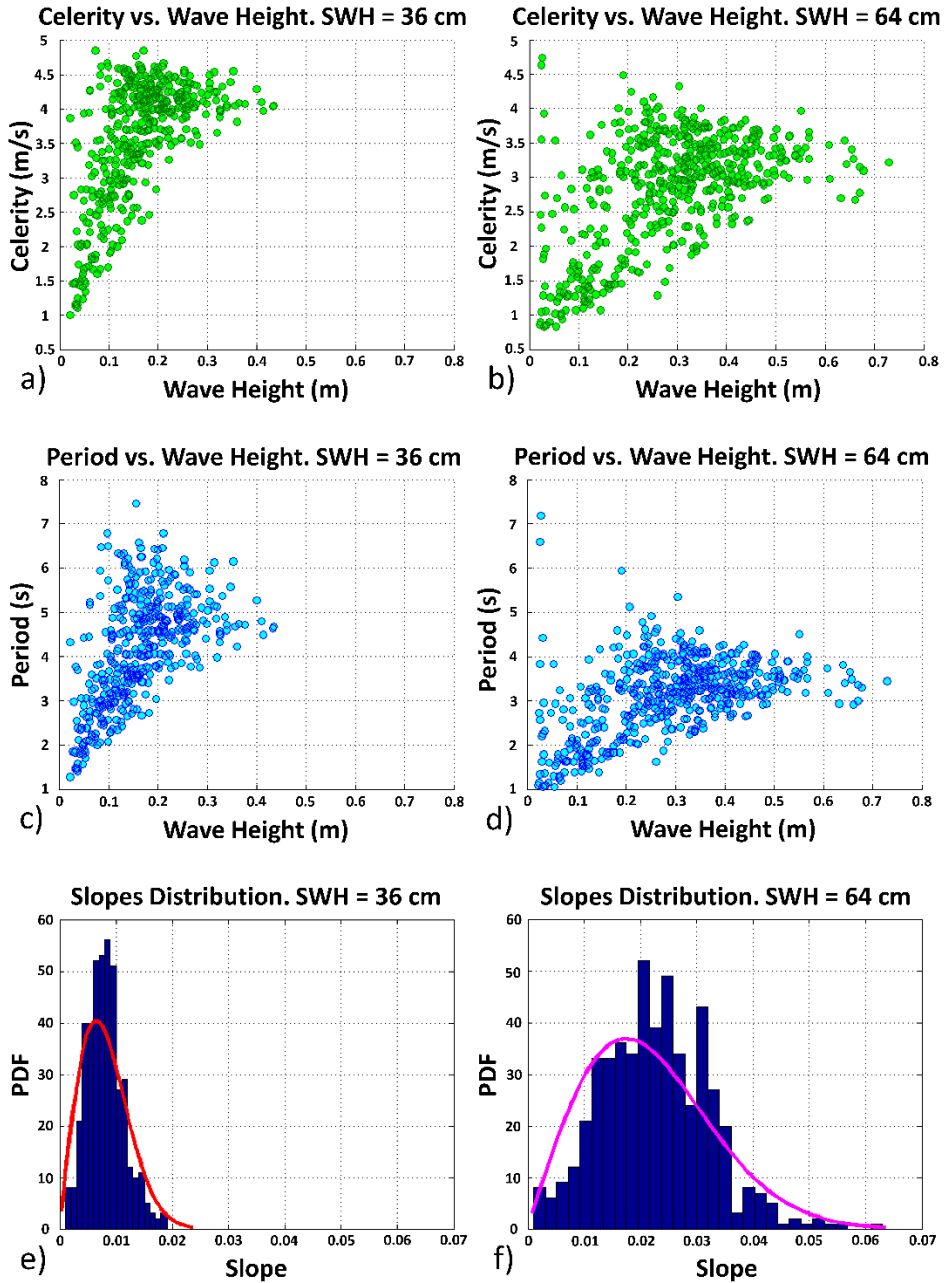 Celerity vs. Wave Height. SWH = 36 cm
5
4.5
4
3.5
3
2.5
2
1.5
1
0.5
Celerity (m/s)
0 0.1 0.2 0.3 0.4 0.5 0.6 0.7 0.8
a) Wave Height (m)
Celerity vs. Wave Height. SWH = 64 cm
5
4.5
4
3.5
3
2.5
2
1.5
1
0.5
Celerity (m/s)
0 0.1 0.2 0.3 0.4 0.5 0.6 0.7 0.8
b) Wave Height (m)
Period vs. Wave Height. SWH = 36 cm
8
7
6
5
4
3
2
1
Period (s)
0 0.1 0.2 0.3 0.4 0.5 0.6 0.7 0.8
c) Wave Height (m)
Period vs. Wave Height. SWH = 64 cm
8
7
6
5
4
3
2
1
Period (s)
0 0.1 0.2 0.3 0.4 0.5 0.6 0.7 0.8
d) Wave Height (m)
Slopes Distribution. SWH = 36 cm
60
50
40
30
20
10
0
PDF
0 0.01 0.02 0.03 0.04 0.05 0.06 0.07
e) Slope
Slopes Distribution. SWH = 64 cm
60
50
40
30
20
10
0
PDF
0 0.01 0.02 0.03 0.04 0.05 0.06 0.07
f) Slope